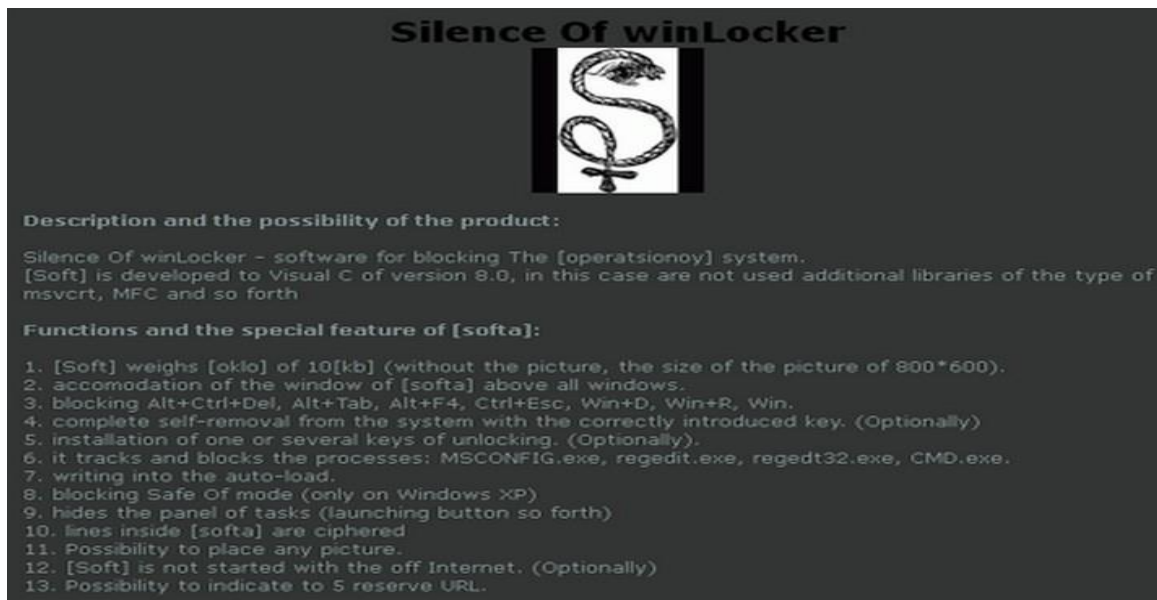 Silence Of winLocker
Description and the possibility of the product:
Silence Of winLocker - software for blocking The [operatsionoy] system.
[Soft] is developed to Visual C of version 8.0, in this case are not used additional libraries of the type of
msvcrt, MFC and so forth
Functions and the special feature of [softa]:
1. [Soft] weighs [oklo] of 10[kb] (without the picture, the size of the picture of 800*600).
2. accomodation of the window of [softa] above all windows.
3. blocking Alt+Ctrl+Del, Alt+Tab, Alt+F4, Ctrl+Esc, Win+D, Win+R, Win.
4. complete self-removal from the system with the correctly introduced key. (Optionally)
5. installation of one or several keys of unlocking. (Optionally).
6. it tracks and blocks the processes: MSCONFIG.exe, regedit.exe, regedt32.exe, CMD.exe.
7. writing into the auto-load.
8. blocking Safe Of mode (only on Windows XP)
9. hides the panel of tasks (launching button so forth)
10. lines inside [softa] are ciphered
11. Possibility to place any picture.
12. [Soft] is not started with the off Internet. (Optionally)
13. Possibility to indicate to 5 reserve URL.